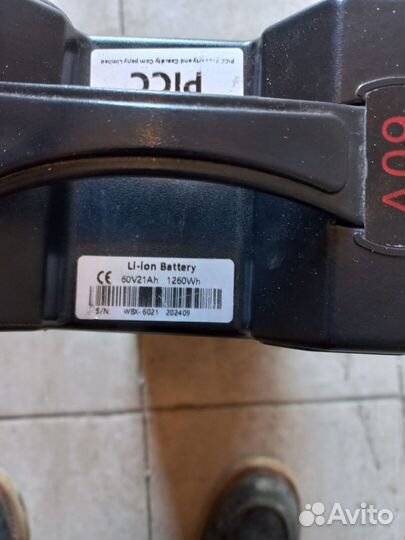 PICC Property and Casualty Company Limited
PICC
60V
Li-ion Battery
CE 60V21Ah 1260Wh
S/N: WBX-6021 202409
Avito